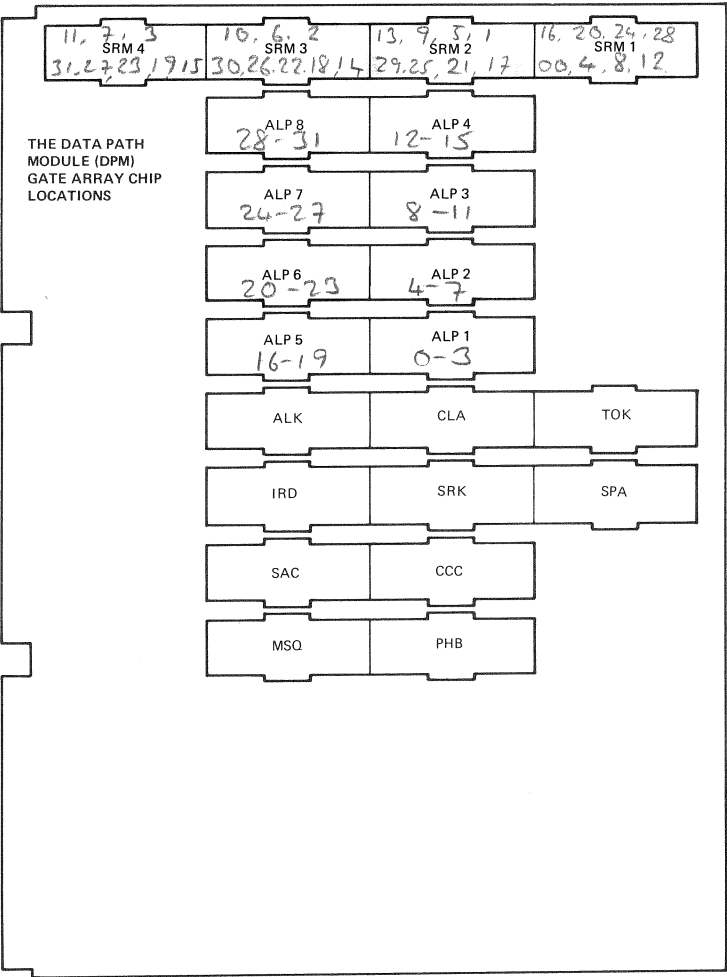 11, 7, 3 10, 6, 2 13, 9, 5, 1 16, 20, 24, 28
SRM 4 SRM 3 SRM 2 SRM 1
31,27,23,19 15 30,26.22.18,14 29.25, 21, 17 00, 4, 8, 12
ALP 8 ALP 4
28-31 12-15
THE DATA PATH
MODULE (DPM)
GATE ARRAY CHIP
LOCATIONS
ALP 7 ALP 3
24-27 8-11
ALP 6 ALP 2
20-23 4-7
ALP 5 ALP 1
16-19 0-3
ALK CLA TOK
IRD SRK SPA
SAC CCC
MSQ PHB